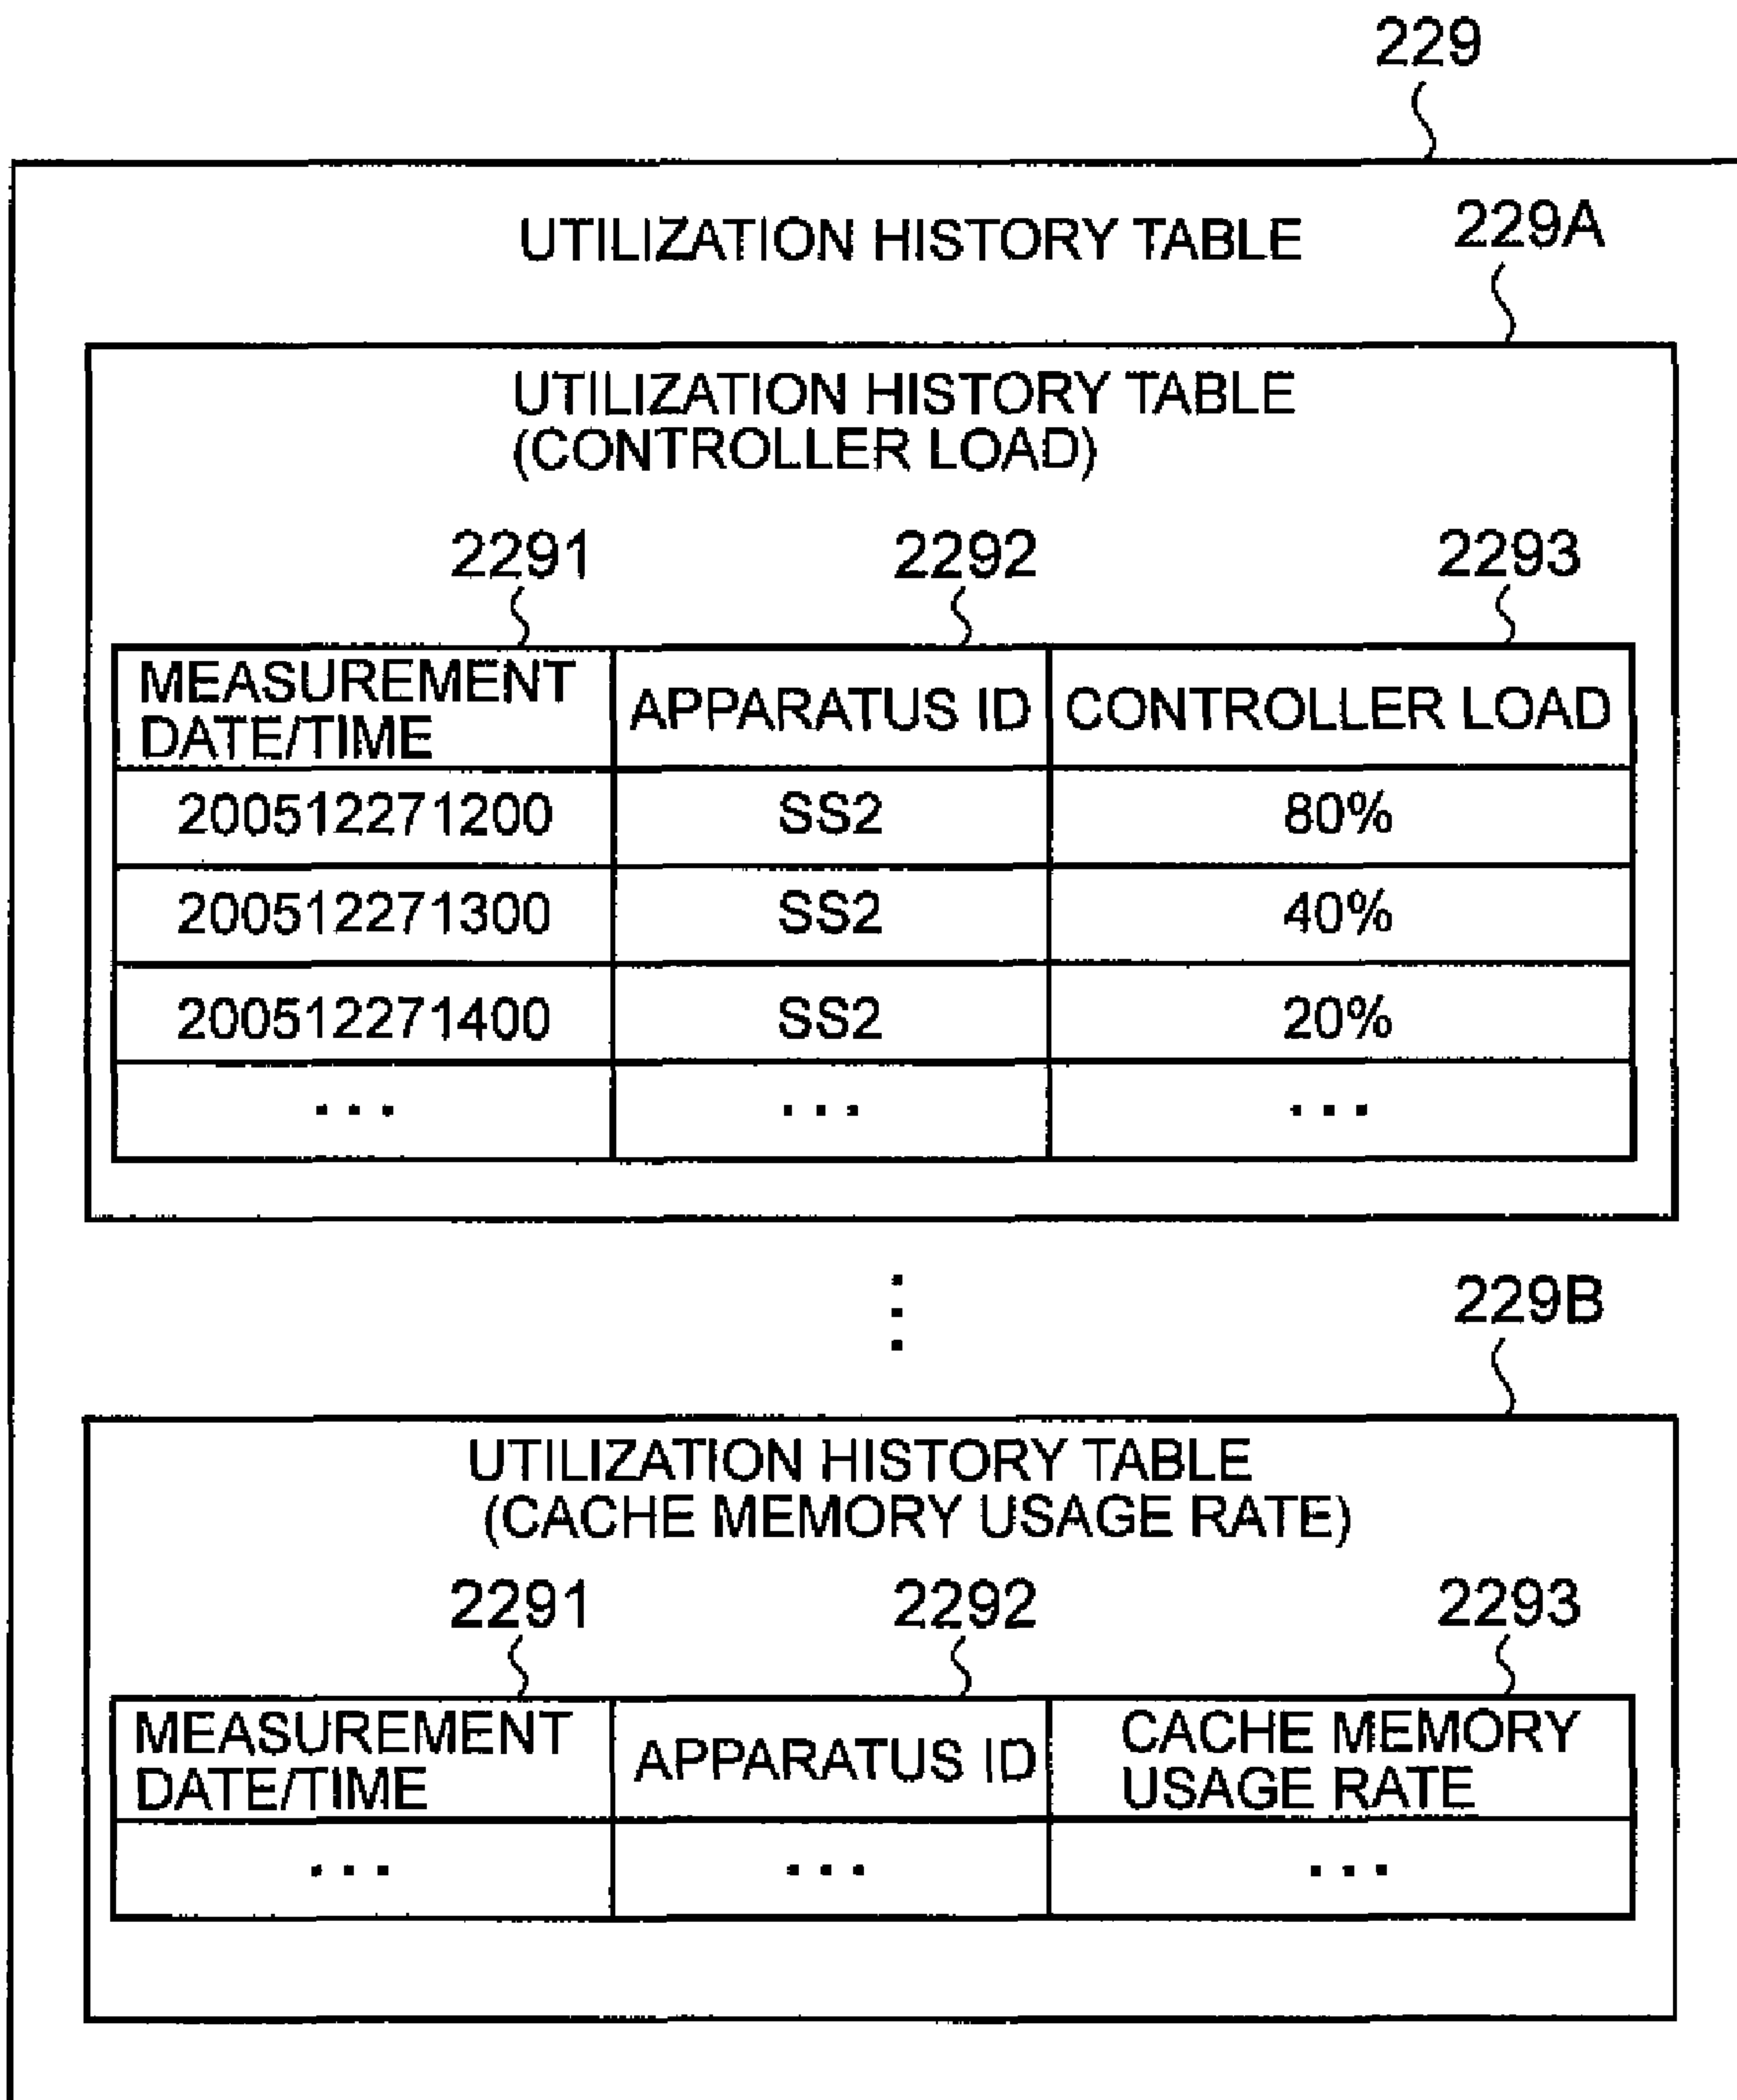 229
UTILIZATION HISTORY TABLE
229A
UTILIZATION HISTORY TABLE
(CONTROLLER LOAD)
2291 2292 2293
MEASUREMENT
DATE/TIME APPARATUS ID CONTROLLER LOAD
200512271200 SS2 80%
200512271300 SS2 40%
200512271400 SS2 20%
... ... ...
229B
UTILIZATION HISTORY TABLE
(CACHE MEMORY USAGE RATE)
2291 2292 2293
MEASUREMENT
DATE/TIME APPARATUS ID CACHE MEMORY
USAGE RATE
... ... ...